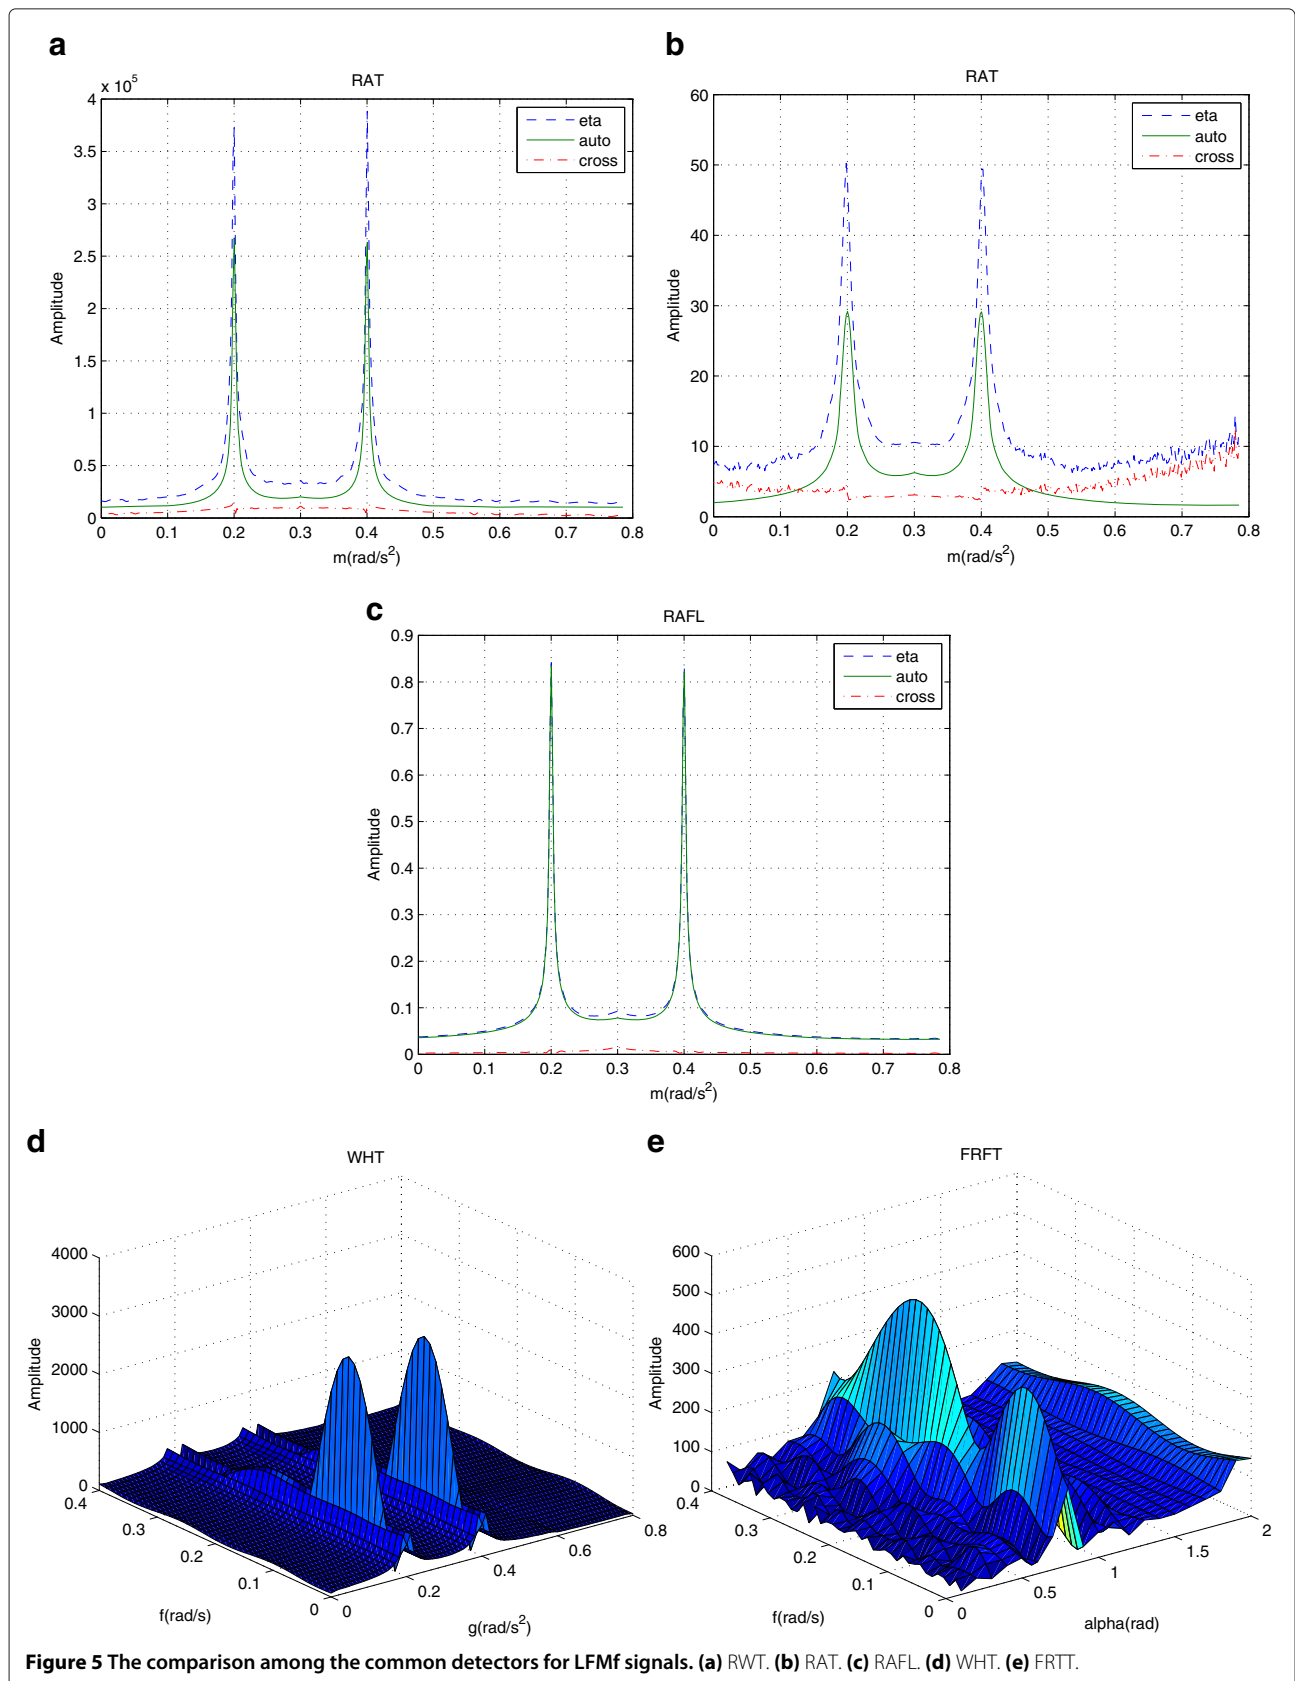 a
RAT
x 10^5
4
3.5
3
2.5
2
1.5
1
0.5
0
Amplitude
eta
auto
cross
0 0.1 0.2 0.3 0.4 0.5 0.6 0.7 0.8
m(rad/s^2)
b
RAT
60
50
40
30
20
10
0
Amplitude
eta
auto
cross
0 0.1 0.2 0.3 0.4 0.5 0.6 0.7 0.8
m(rad/s^2)
c
RAFL
0.9
0.8
0.7
0.6
0.5
0.4
0.3
0.2
0.1
0
Amplitude
eta
auto
cross
0 0.1 0.2 0.3 0.4 0.5 0.6 0.7 0.8
m(rad/s^2)
d
WHT
4000
3000
2000
1000
0
Amplitude
0.4
0.3
0.2
0.1
0
f(rad/s)
0
0.2
0.4
0.6
0.8
g(rad/s^2)
e
FRFT
600
500
400
300
200
100
0
Amplitude
0.4
0.3
0.2
0.1
0
f(rad/s)
0
0.5
1
1.5
2
alpha(rad)
Figure 5 The comparison among the common detectors for LFMf signals. (a) RWT. (b) RAT. (c) RAFL. (d) WHT. (e) FRTT.